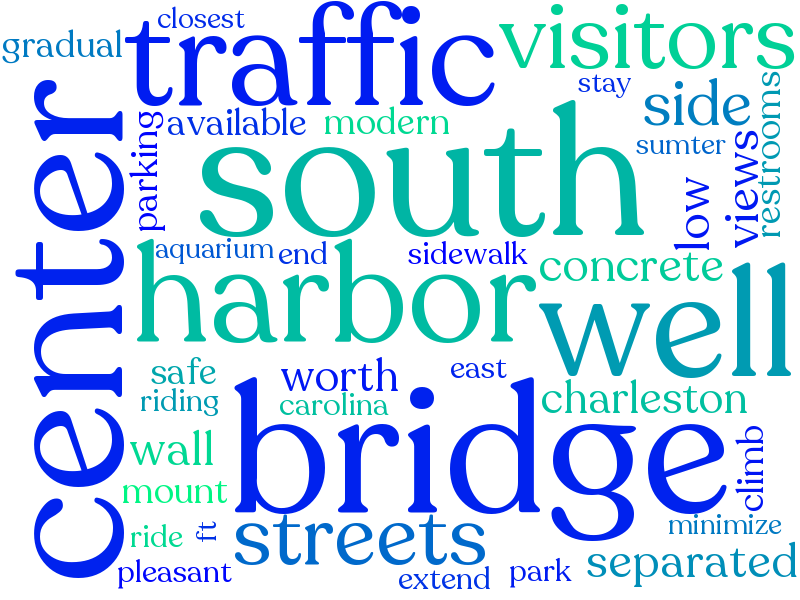 closest
gradual
traffic
visitors
center
parking
available
modern
stay
side
sumter
restrooms
south
low
views
aquarium
end
sidewalk
harbor
concrete
well
safe
worth
east
riding
carolina
charleston
bridge
wall
climb
mount
ride
ft
streets
minimize
pleasant
extend
park
separated